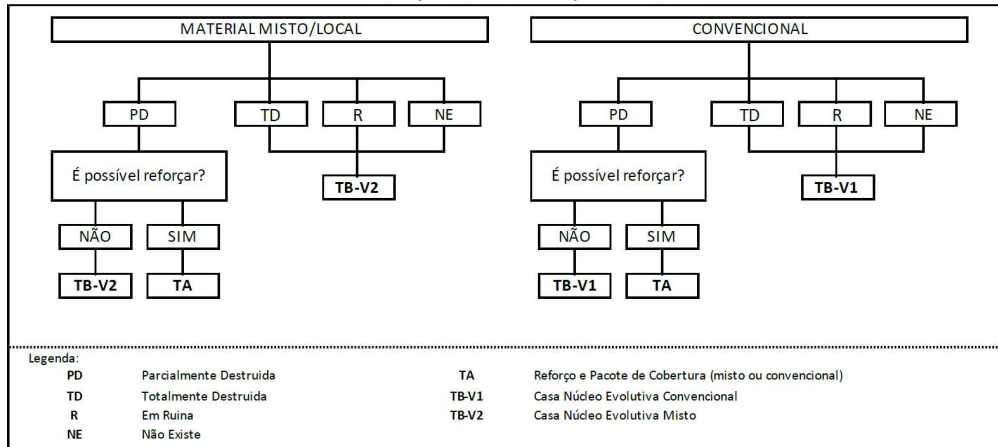 MATERIAL MISTO/LOCAL
PD
TD
R
NE
É possível reforçar?
TB-V2
NÃO
SIM
TB-V2
TA
CONVENCIONAL
PD
TD
R
NE
É possível reforçar?
TB-V1
NÃO
SIM
TB-V1
TA
Legenda:
PD Parcialmente Destruida
TD Totalmente Destruida
R Em Ruina
NE Não Existe
TA Reforço e Pacote de Cobertura (misto ou convencional)
TB-V1 Casa Núcleo Evolutiva Convencional
TB-V2 Casa Núcleo Evolutiva Misto